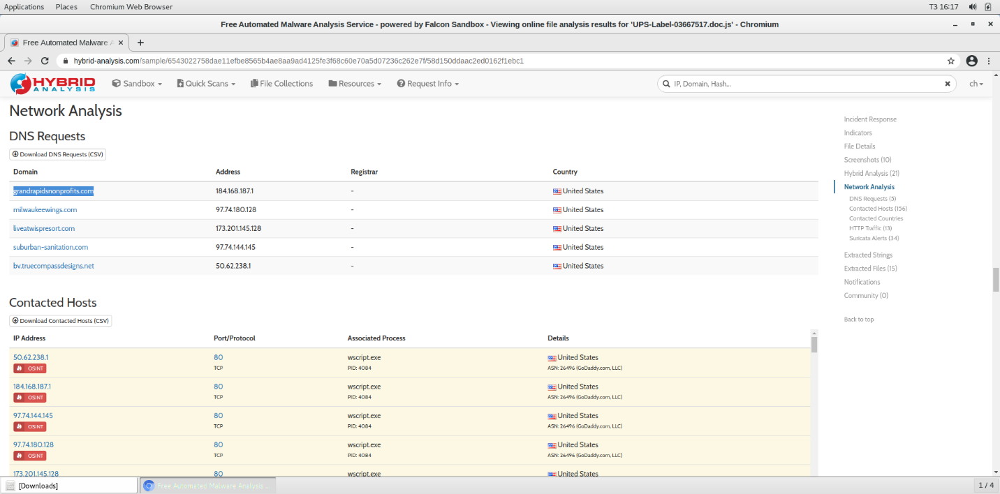 Applications Places Chromium Web Browser T3 16:17
Free Automated Malware Analysis Service - powered by Falcon Sandbox - Viewing online file analysis results for 'UPS-Label-03667517.doc.js' - Chromium
Free Automated Malware A
hybrid-analysis.com/sample/6543022758dae11efbe8565b4ae8aa9ad4125fe3f68c60e70a5d07236c262e7f/58d150ddaac2ed0162f1ebc1
HYBRID
ANALYSIS
Sandbox Quick Scans File Collections Resources Request Info IP, Domain, Hash... ch
Network Analysis
DNS Requests
Download DNS Requests (CSV)
Domain Address Registrar Country
grandrapidsnonprofits.com 184.168.187.1 - United States
milwaukeewings.com 97.74.180.128 - United States
liveatwispresort.com 173.201.145.128 - United States
suburban-sanitation.com 97.74.144.145 - United States
bv.truecompassdesigns.net 50.62.238.1 - United States
Contacted Hosts
Download Contacted Hosts (CSV)
IP Address Port/Protocol Associated Process Details
50.62.238.1 80 wscript.exe United States
OSINT TCP PID: 4084 ASN: 26496 (GoDaddy.com, LLC)
184.168.187.1 80 wscript.exe United States
OSINT TCP PID: 4084 ASN: 26496 (GoDaddy.com, LLC)
97.74.144.145 80 wscript.exe United States
OSINT TCP PID: 4084 ASN: 26496 (GoDaddy.com, LLC)
97.74.180.128 80 wscript.exe United States
OSINT TCP PID: 4084 ASN: 26496 (GoDaddy.com, LLC)
173.201.145.128 80 wscript.exe United States
Incident Response
Indicators
File Details
Screenshots (10)
Hybrid Analysis (21)
Network Analysis
DNS Requests (5)
Contacted Hosts (156)
Contacted Countries
HTTP Traffic (13)
Suricata Alerts (34)
Extracted Strings
Extracted Files (15)
Notifications
Community (0)
Back to top
[Downloads] Free Automated Malware Analysis... 1 / 4